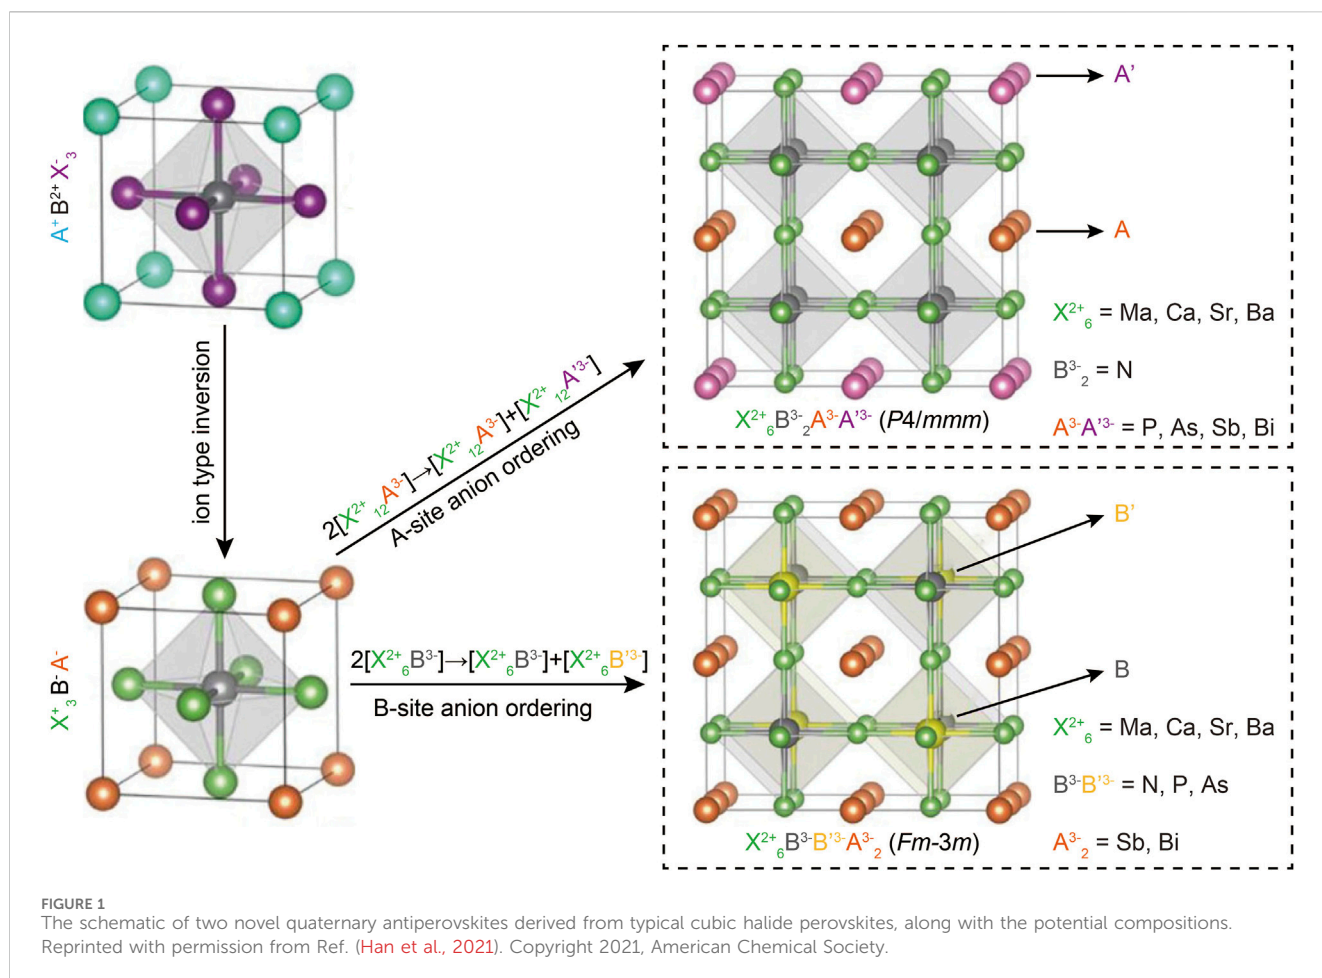 A⁺B²⁺X⁻₃
ion type inversion
X⁺₃B⁻A⁻
2[X²⁺₁₂A³⁻]→[X²⁺₁₂A³⁻]+[X²⁺₁₂A'³⁻]
A-site anion ordering
2[X²⁺₆B³⁻]→[X²⁺₆B³⁻]+[X²⁺₆B'³⁻]
B-site anion ordering
A'
A
X²⁺₆ = Ma, Ca, Sr, Ba
B³⁻₂ = N
A³⁻A'³⁻ = P, As, Sb, Bi
X²⁺₆B³⁻₂A³⁻A'³⁻ (P4/mmm)
B'
B
X²⁺₆ = Ma, Ca, Sr, Ba
B³⁻B'³⁻ = N, P, As
A³⁻₂ = Sb, Bi
X²⁺₆B³⁻B'³⁻A³⁻₂ (Fm-3m)
FIGURE 1
The schematic of two novel quaternary antiperovskites derived from typical cubic halide perovskites, along with the potential compositions.
Reprinted with permission from Ref. (Han et al., 2021). Copyright 2021, American Chemical Society.